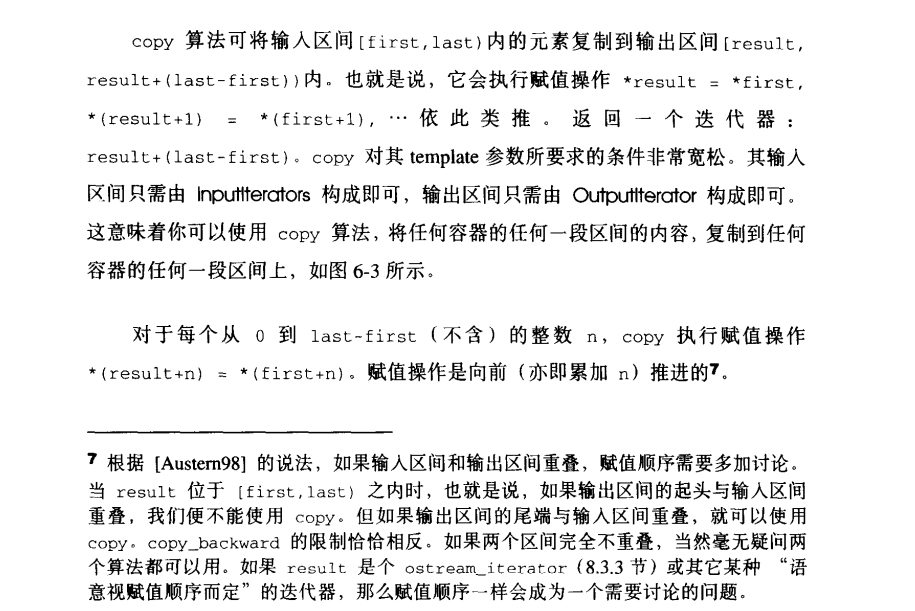 copy 算法可将输入区间[first,last)内的元素复制到输出区间[result,
result+(last-first))内。也就是说，它会执行赋值操作 *result = *first,
*(result+1) = *(first+1), … 依此类推。返回一个迭代器：
result+(last-first)。copy 对其 template 参数所要求的条件非常宽松。其输入
区间只需由 InputIterators 构成即可，输出区间只需由 OutputIterator 构成即可。
这意味着你可以使用 copy 算法，将任何容器的任何一段区间的内容，复制到任何
容器的任何一段区间上，如图 6-3 所示。
对于每个从 0 到 last-first（不含）的整数 n，copy 执行赋值操作
*(result+n) = *(first+n)。赋值操作是向前（亦即累加 n）推进的7。
7 根据 [Austern98] 的说法，如果输入区间和输出区间重叠，赋值顺序需要多加讨论。
当 result 位于 [first,last) 之内时，也就是说，如果输出区间的起头与输入区间
重叠，我们便不能使用 copy。但如果输出区间的尾端与输入区间重叠，就可以使用
copy。copy_backward 的限制恰恰相反。如果两个区间完全不重叠，当然毫无疑问两
个算法都可以用。如果 result 是个 ostream_iterator（8.3.3 节）或其它某种 “语
意视赋值顺序而定”的迭代器，那么赋值顺序一样会成为一个需要讨论的问题。